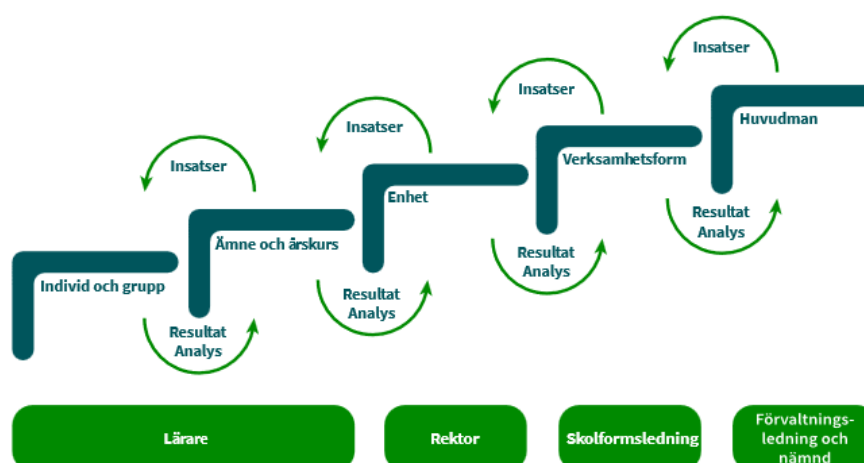 Insatser
Huvudman
Resultat
Analys
Insatser
Verksamhetsform
Resultat
Analys
Insatser
Enhet
Resultat
Analys
Insatser
Ämne och årskurs
Resultat
Analys
Individ och grupp
Lärare
Rektor
Skolformsledning
Förvaltnings-
ledning och
nämnd